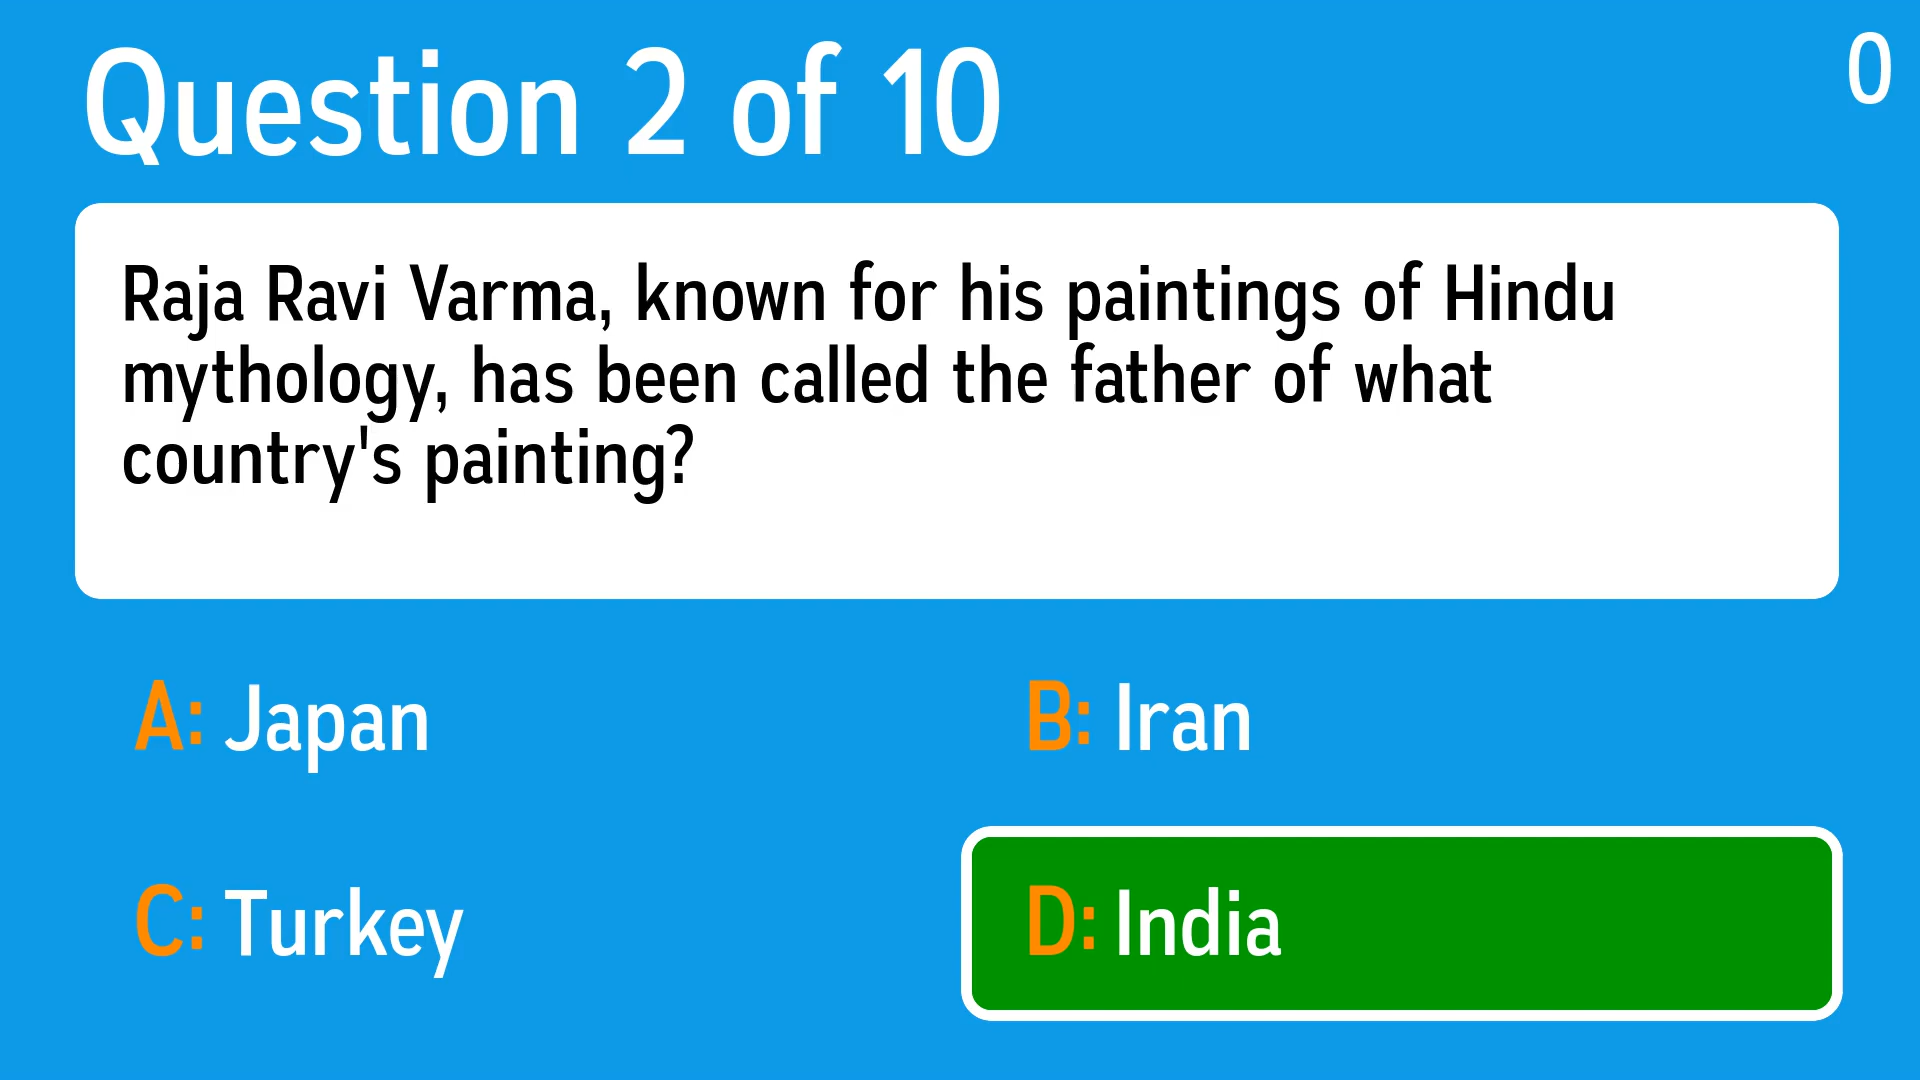 Question 2 of 10
0
Raja Ravi Varma, known for his paintings of Hindu
mythology, has been called the father of what
country's painting?
A: Japan
B: Iran
C: Turkey
D: India